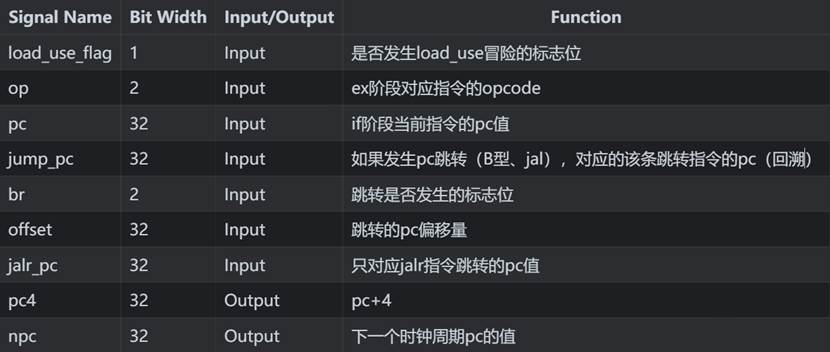 Signal Name Bit Width Input/Output Function
load_use_flag 1 Input 是否发生load_use冒险的标志位
op 2 Input ex阶段对应指令的opcode
pc 32 Input if阶段当前指令的pc值
jump_pc 32 Input 如果发生pc跳转（B型、jal），对应的该条跳转指令的pc（回溯）
br 2 Input 跳转是否发生的标志位
offset 32 Input 跳转的pc偏移量
jalr_pc 32 Input 只对应jalr指令跳转的pc值
pc4 32 Output pc+4
npc 32 Output 下一个时钟周期pc的值